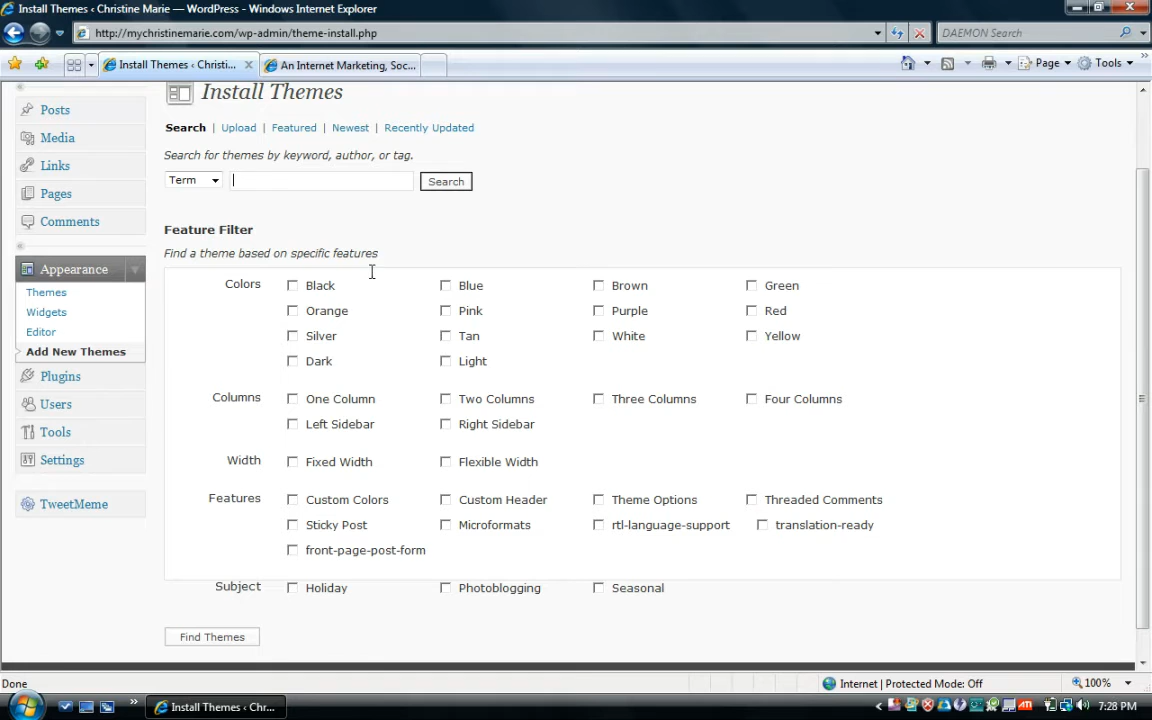 Install Themes ‹ Christine Marie — WordPress - Windows Internet Explorer
http://mychristinemarie.com/wp-admin/theme-install.php
DAEMON Search
Install Themes ‹ Christi...
An Internet Marketing, Soc...
Page
Tools
Install Themes
Search | Upload | Featured | Newest | Recently Updated
Search for themes by keyword, author, or tag.
Term
Search
Posts
Media
Links
Pages
Comments
Appearance
Themes
Widgets
Editor
Add New Themes
Plugins
Users
Tools
Settings
TweetMeme
Feature Filter
Find a theme based on specific features
Colors Black Blue Brown Green
Orange Pink Purple Red
Silver Tan White Yellow
Dark Light
Columns One Column Two Columns Three Columns Four Columns
Left Sidebar Right Sidebar
Width Fixed Width Flexible Width
Features Custom Colors Custom Header Theme Options Threaded Comments
Sticky Post Microformats rtl-language-support translation-ready
front-page-post-form
Subject Holiday Photoblogging Seasonal
Find Themes
Done
Internet | Protected Mode: Off
100%
Install Themes ‹ Chr...
7:28 PM